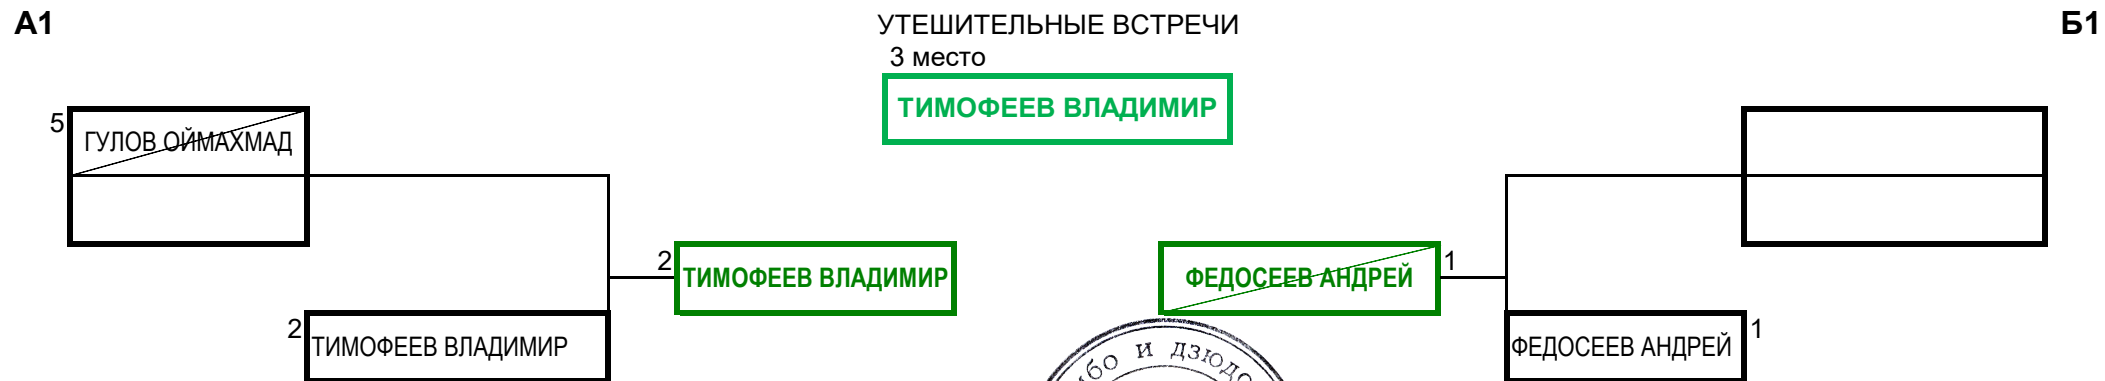 А1
УТЕШИТЕЛЬНЫЕ ВСТРЕЧИ
Б1
3 место
ТИМОФЕЕВ ВЛАДИМИР
5
ГУЛОВ ОЙМАХМАД
2
ТИМОФЕЕВ ВЛАДИМИР
ФЕДОСЕЕВ АНДРЕЙ
1
2
ТИМОФЕЕВ ВЛАДИМИР
ФЕДОСЕЕВ АНДРЕЙ
1
и дзюдо